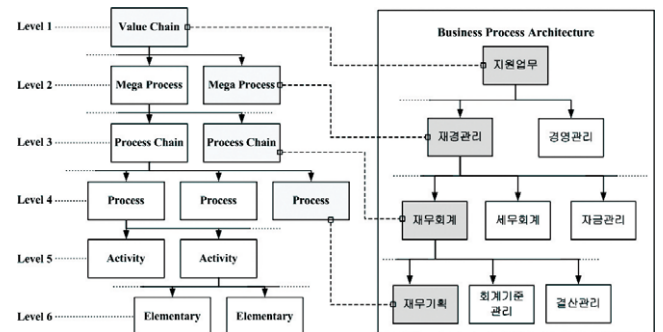 Level 1
Value Chain
Business Process Architecture
지원업무
Level 2
Mega Process
Mega Process
재경관리
경영관리
Level 3
Process Chain
Process Chain
Level 4
Process
Process
Process
재무회계
세무회계
자금관리
Level 5
Activity
Activity
재무기획
회계기준
관리
결산관리
Level 6
Elementary
Elementary